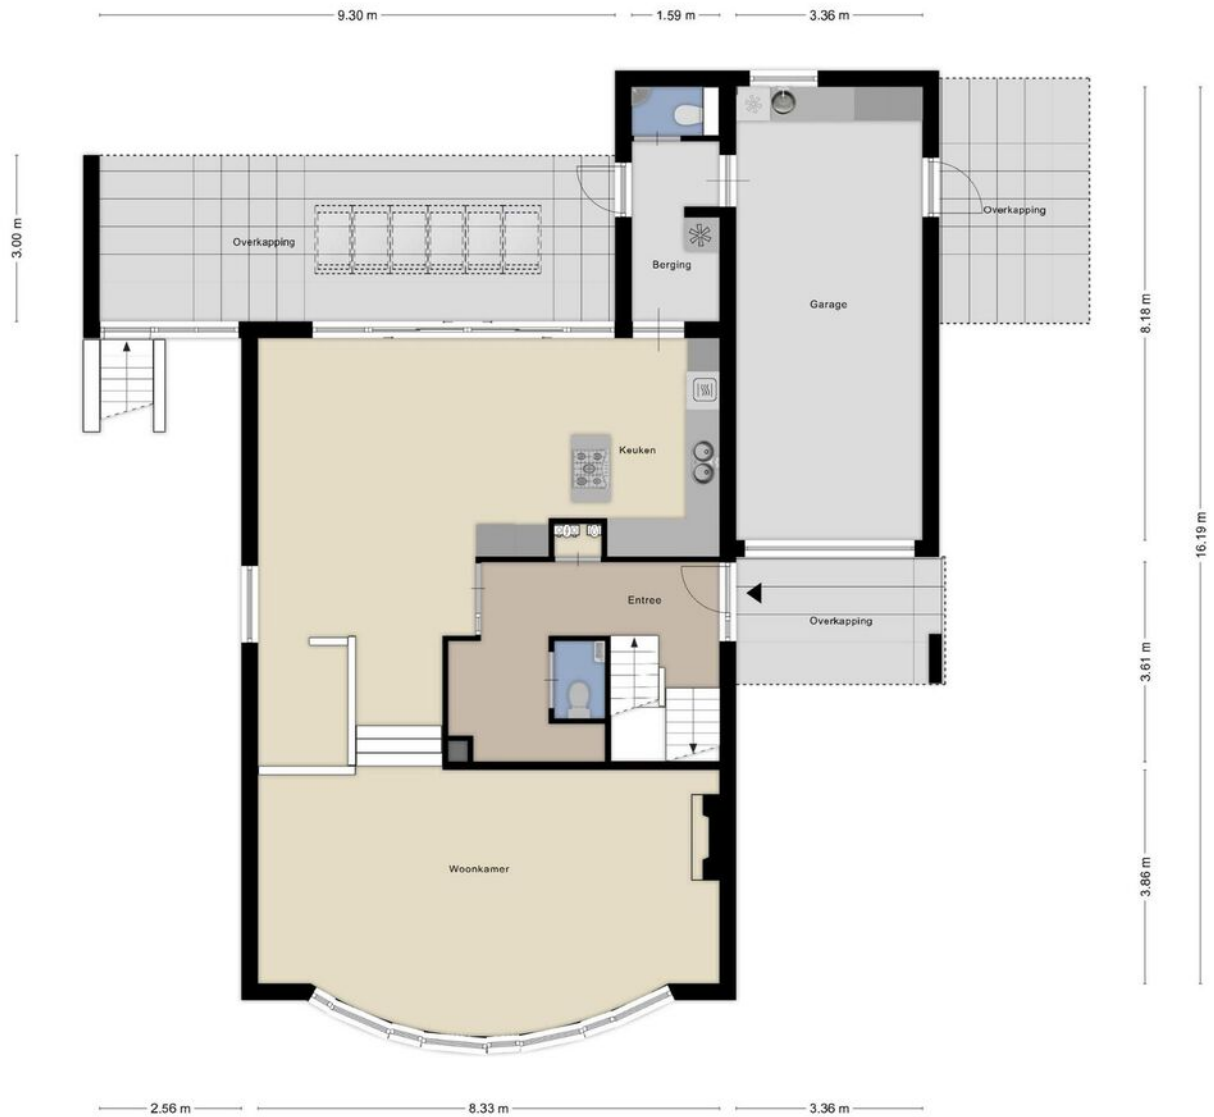 9.30 m
1.59 m
3.36 m
3.00 m
Overkapping
Overkapping
Berging
Garage
8.18 m
Keuken
16.19 m
Entree
Overkapping
3.61 m
Woonkamer
3.86 m
2.56 m
8.33 m
3.36 m